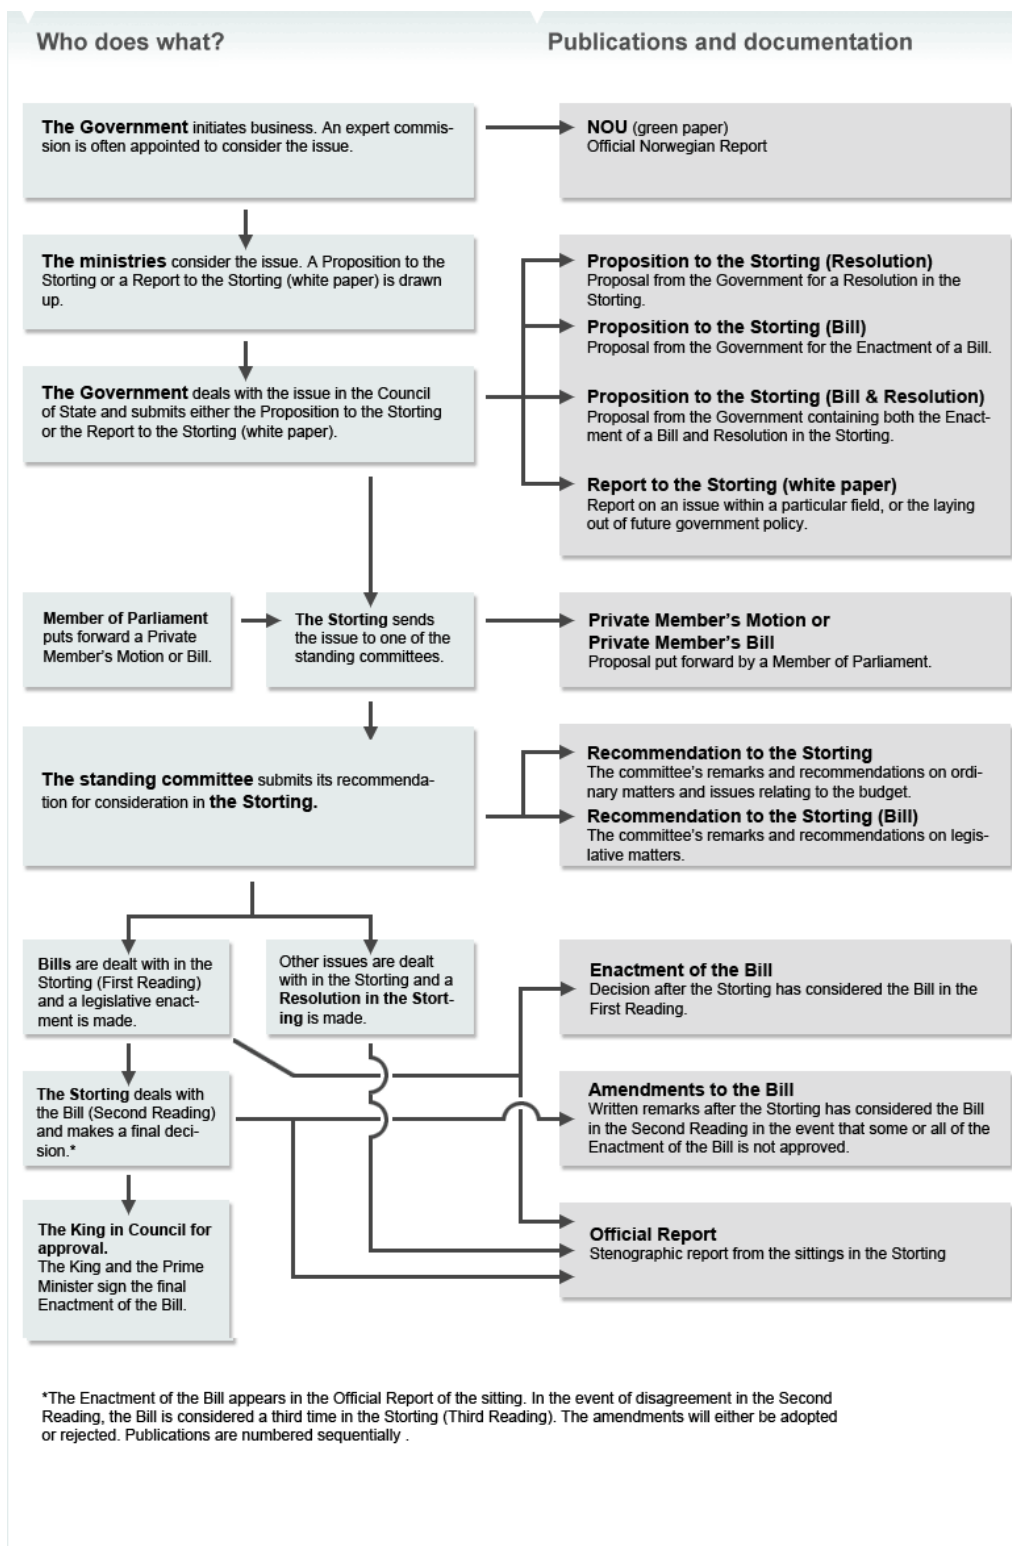 Who does what?
Publications and documentation
The Government initiates business. An expert commis-
sion is often appointed to consider the issue.
NOU (green paper)
Official Norwegian Report
The ministries consider the issue. A Proposition to the
Storting or a Report to the Storting (white paper) is drawn
up.
The Government deals with the issue in the Council
of State and submits either the Proposition to the Storting
or the Report to the Storting (white paper).
Proposition to the Storting (Resolution)
Proposal from the Government for a Resolution in the
Storting.
Proposition to the Storting (Bill)
Proposal from the Government for the Enactment of a Bill.
Proposition to the Storting (Bill & Resolution)
Proposal from the Government containing both the Enact-
ment of a Bill and Resolution in the Storting.
Report to the Storting (white paper)
Report on an issue within a particular field, or the laying
out of future government policy.
Member of Parliament
puts forward a Private
Member's Motion or Bill.
The Storting sends
the issue to one of the
standing committees.
Private Member's Motion or
Private Member's Bill
Proposal put forward by a Member of Parliament.
The standing committee submits its recommenda-
tion for consideration in the Storting.
Recommendation to the Storting
The committee's remarks and recommendations on ordi-
nary matters and issues relating to the budget.
Recommendation to the Storting (Bill)
The committee's remarks and recommendations on legis-
lative matters.
Bills are dealt with in the
Storting (First Reading)
and a legislative enact-
ment is made.
Other issues are dealt
with in the Storting and a
Resolution in the Stort-
ing is made.
Enactment of the Bill
Decision after the Storting has considered the Bill in the
First Reading.
The Storting deals with
the Bill (Second Reading)
and makes a final deci-
sion.*
Amendments to the Bill
Written remarks after the Storting has considered the Bill
in the Second Reading in the event that some or all of the
Enactment of the Bill is not approved.
The King in Council for
approval.
The King and the Prime
Minister sign the final
Enactment of the Bill.
Official Report
Stenographic report from the sittings in the Storting
*The Enactment of the Bill appears in the Official Report of the sitting. In the event of disagreement in the Second
Reading, the Bill is considered a third time in the Storting (Third Reading). The amendments will either be adopted
or rejected. Publications are numbered sequentially .